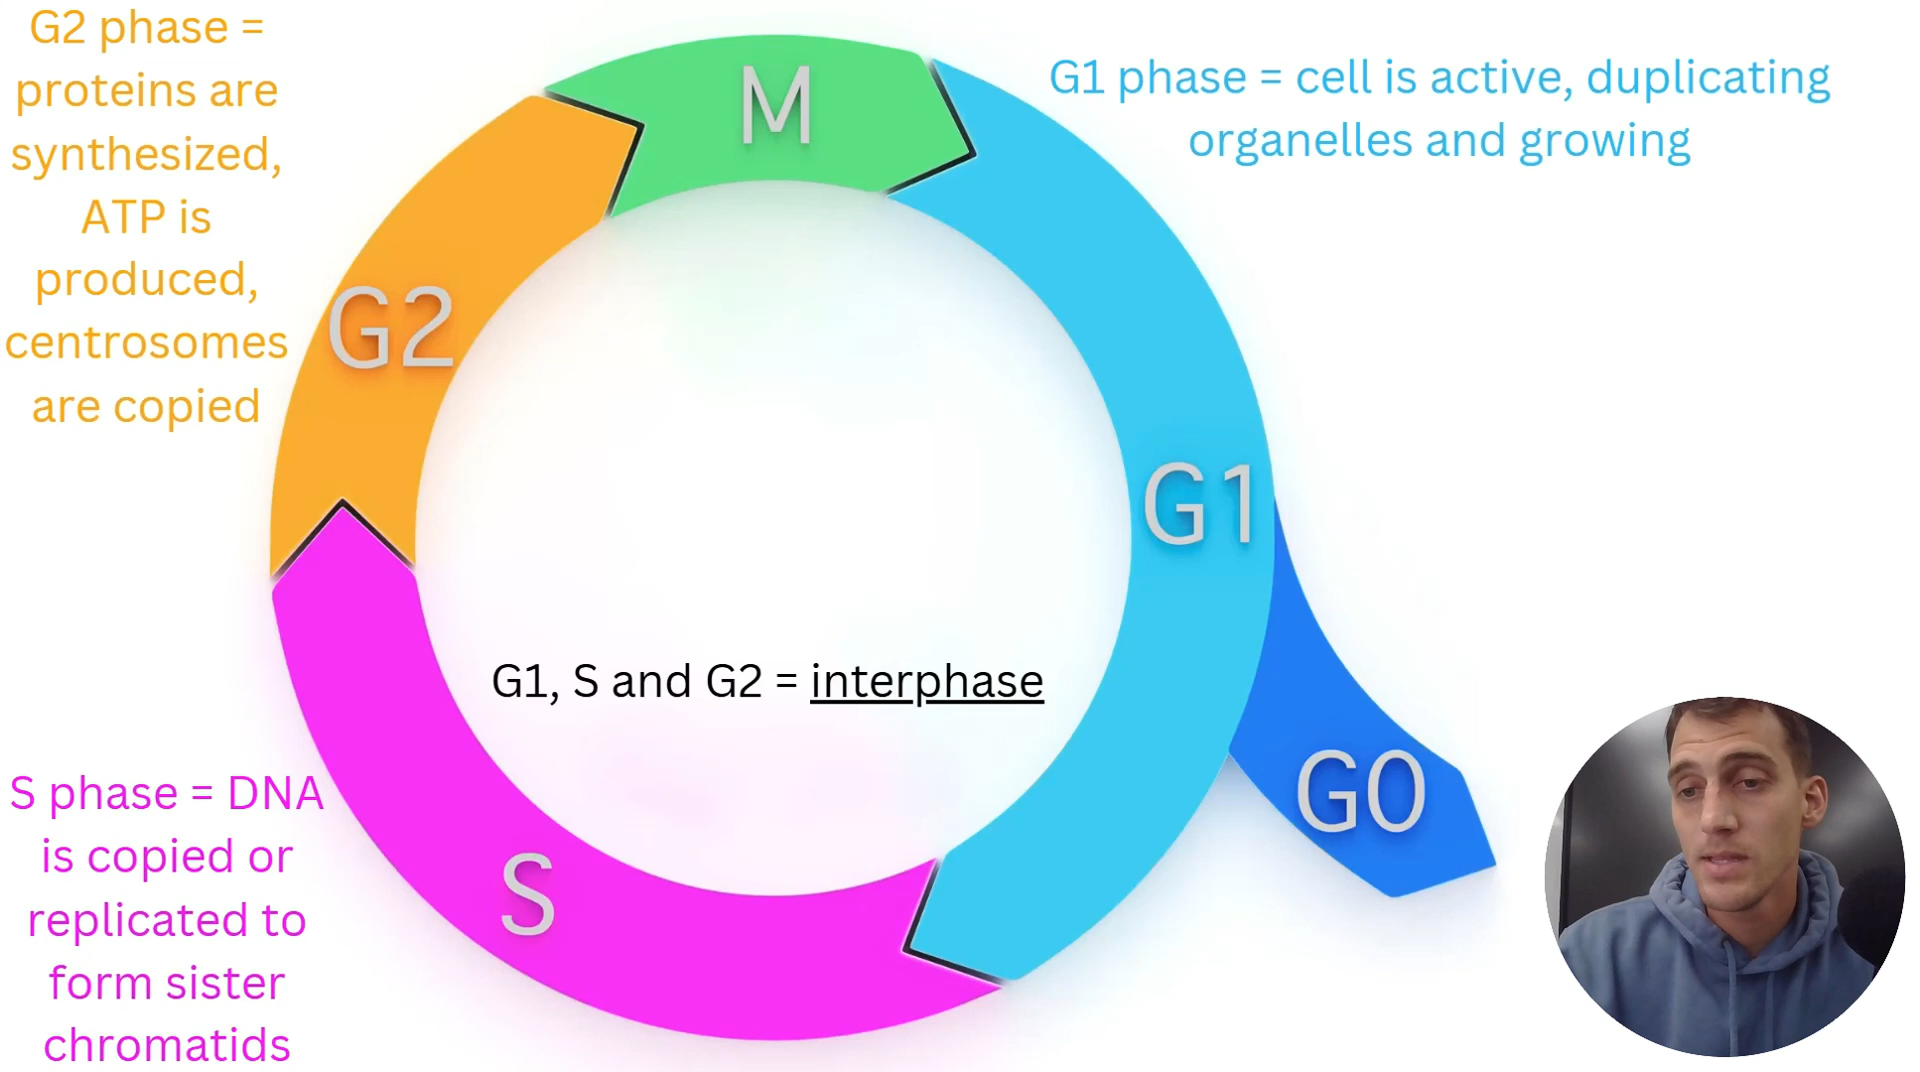 G2 phase =
proteins are
synthesized,
ATP is
produced,
centrosomes
are copied
M
G1 phase = cell is active, duplicating
organelles and growing
G2
G1
G1, S and G2 = interphase
G0
S phase = DNA
is copied or
replicated to
form sister
chromatids
S